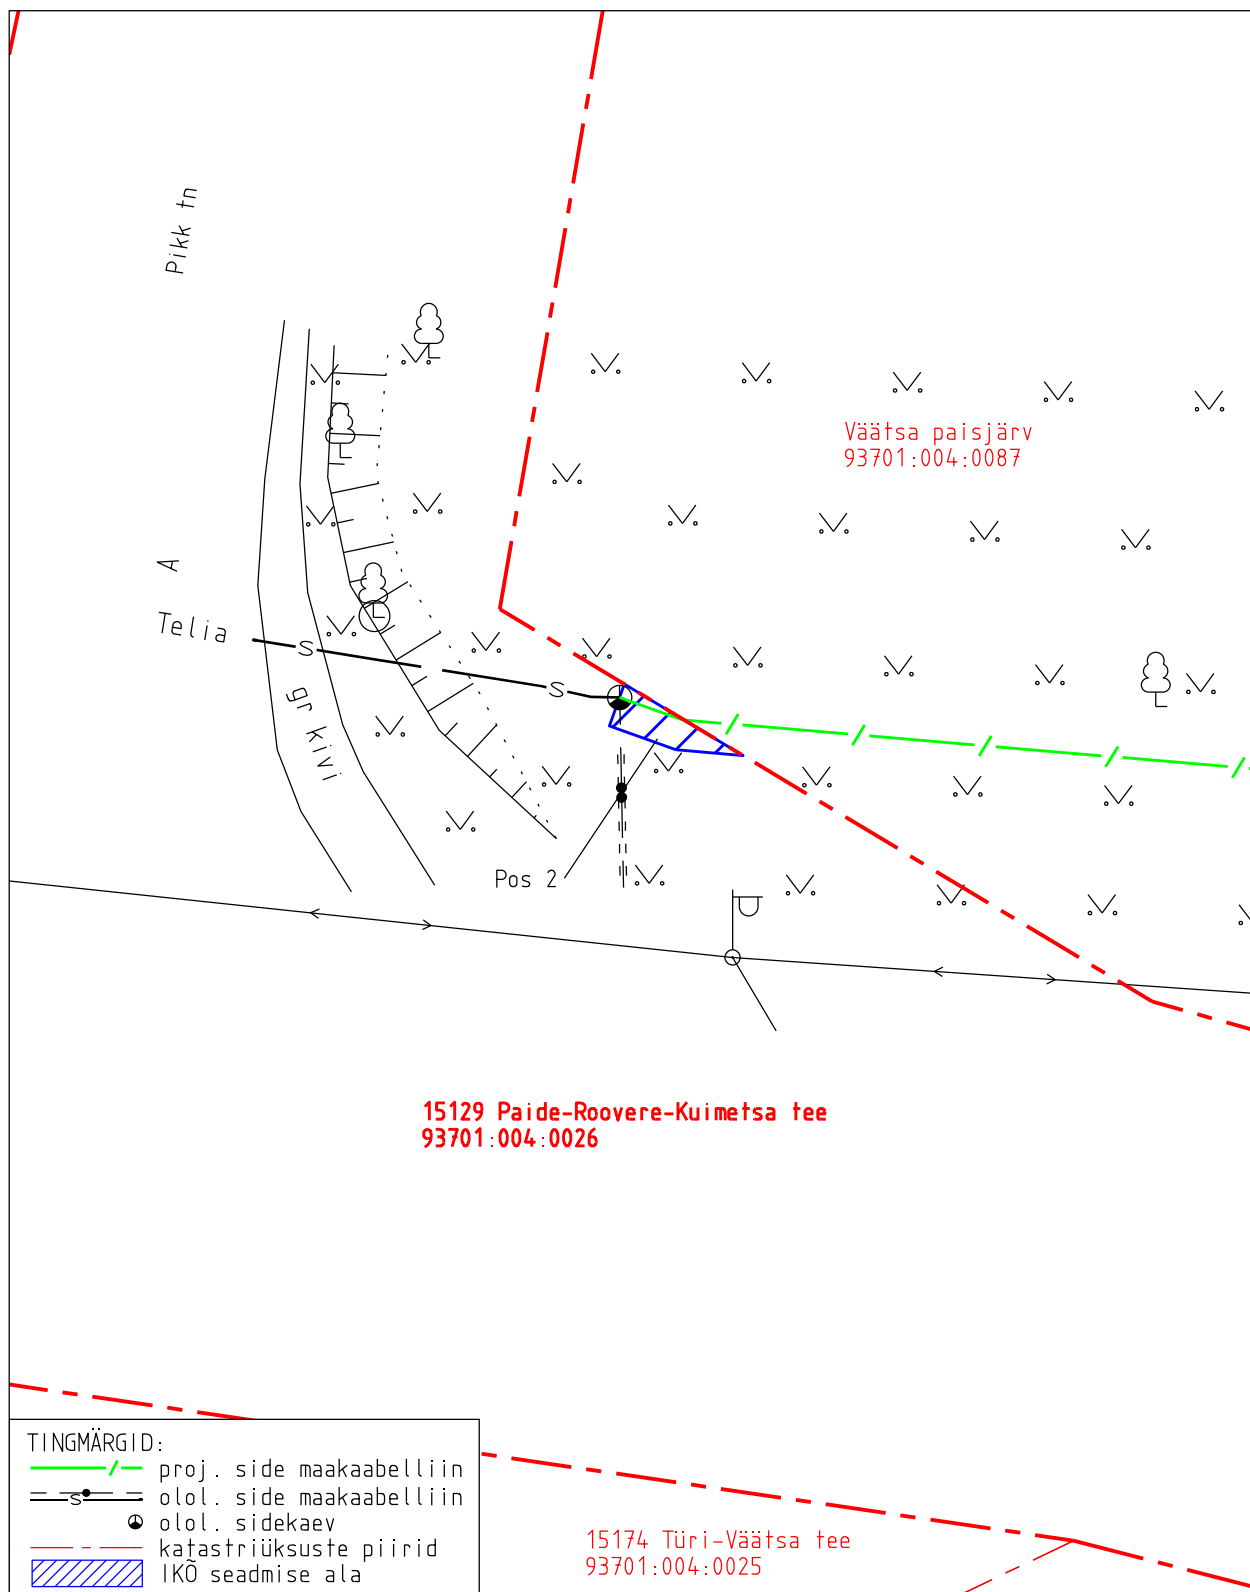 Pikk tn
Väätsa paisjärv
93701:004:0087
A
Telia
S
S
gr kivi
Pos 2
15129 Paide-Roovere-Kuimetsa tee
93701:004:0026
TINGMÄRGID:
proj. side maakaabelliin
S
olol. side maakaabelliin
olol. sidekaev
katastriüksuste piirid
IKÕ seadmise ala
15174 Türi-Väätsa tee
93701:004:0025